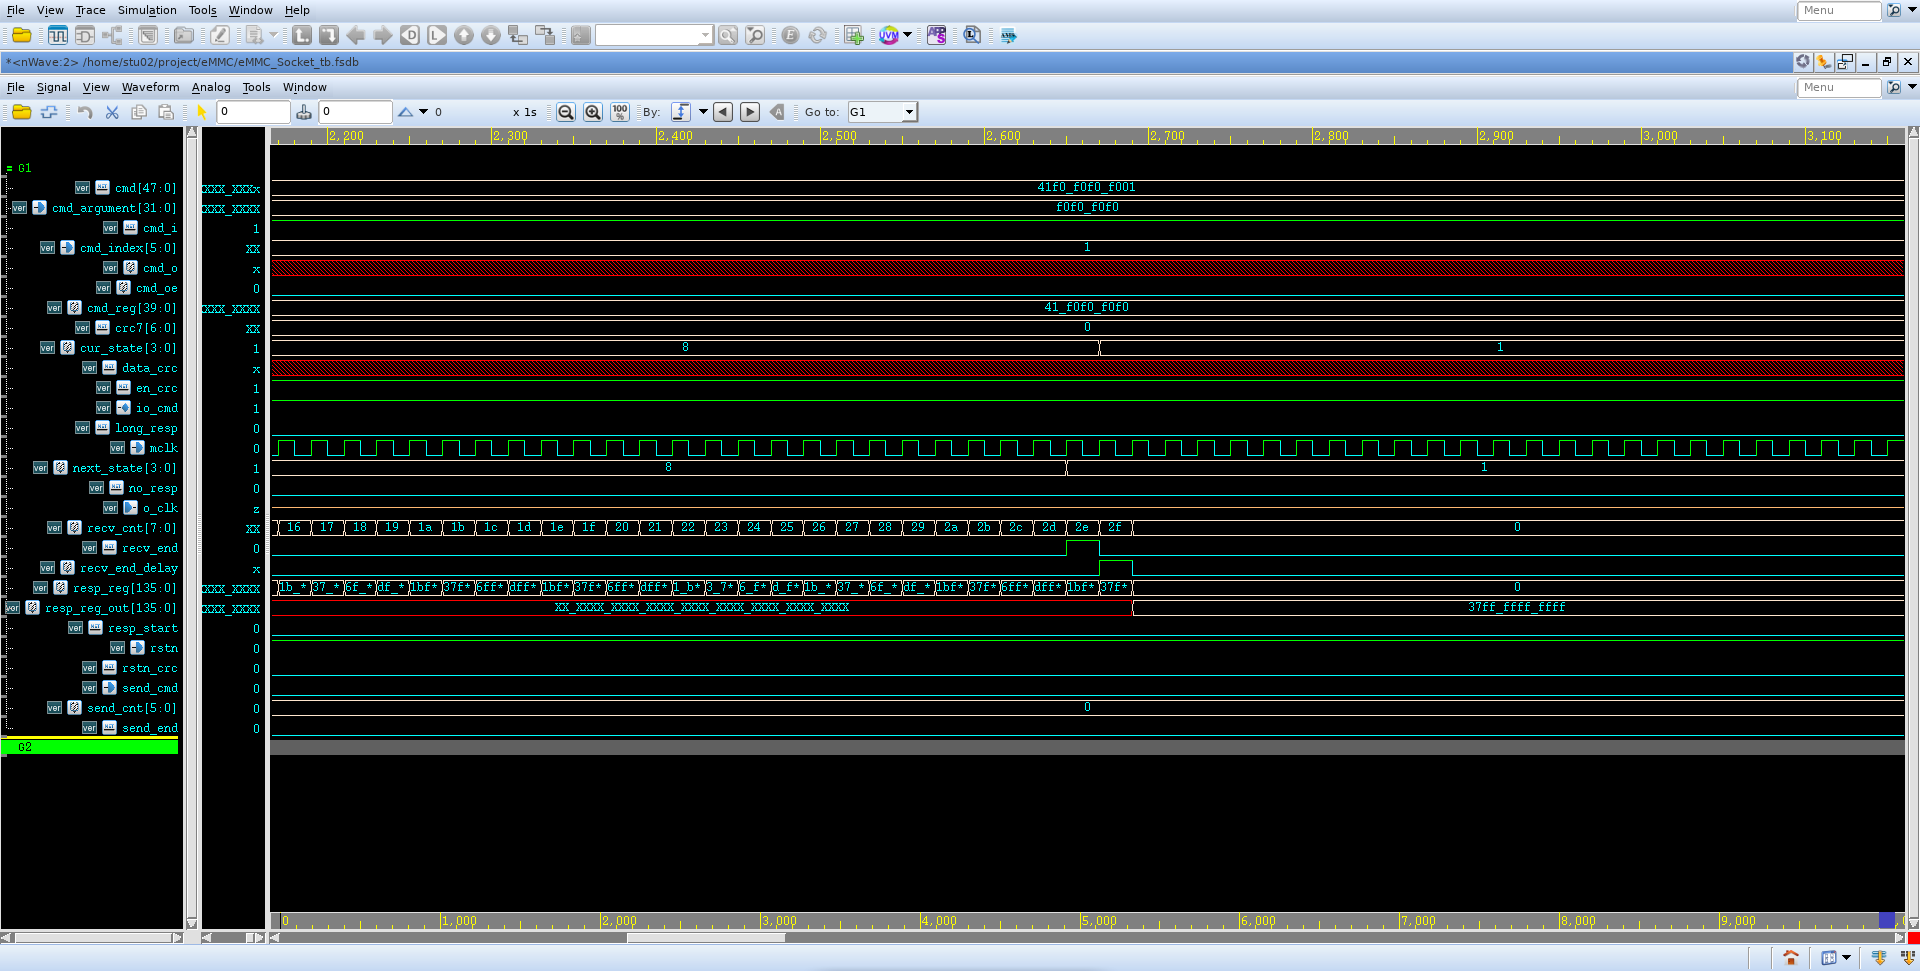 File View Trace Simulation Tools Window Help Menu
*<nWave:2> /home/stu02/project/eMMC/eMMC_Socket_tb.fsdb
File Signal View Waveform Analog Tools Window Menu
0 0 0 x 1s 100 % By: Go to: G1
2,200 2,300 2,400 2,500 2,600 2,700 2,800 2,900 3,000 3,100
G1
ver cmd[47:0] XXX_XXXx 41f0_f0f0_f001
ver cmd_argument[31:0] XXX_XXXX f0f0_f0f0
ver cmd_i 1
ver cmd_index[5:0] XX 1
ver cmd_o x
ver cmd_oe 0
ver cmd_reg[39:0] XXX_XXXX 41_f0f0_f0f0
ver crc7[6:0] XX 0
ver cur_state[3:0] 1 8 1
ver data_crc x
ver en_crc 1
ver io_cmd 1
ver long_resp 0
ver mclk 0
ver next_state[3:0] 1 8 1
ver no_resp 0
ver o_clk z
ver recv_cnt[7:0] XX 16 17 18 19 1a 1b 1c 1d 1e 1f 20 21 22 23 24 25 26 27 28 29 2a 2b 2c 2d 2e 2f 0
ver recv_end 0
ver recv_end_delay x
ver resp_reg[135:0] XXX_XXXX 1b_* 37_* 6f_* df_* 1bf* 37f* 6ff* dff* 1bf* 37f* 6ff* dff* 1_b* 3_7* 6_f* d_f* 1b_* 37_* 6f_* df_* 1bf* 37f* 6ff* dff* 1bf* 37f* 0
ver resp_reg_out[135:0] XXX_XXXX XX_XXXX_XXXX_XXXX_XXXX_XXXX_XXXX_XXXX_XXXX 37ff_ffff_ffff
ver resp_start 0
ver rstn 0
ver rstn_crc 0
ver send_cmd 0
ver send_cnt[5:0] 0 0
ver send_end 0
G2
0 1,000 2,000 3,000 4,000 5,000 6,000 7,000 8,000 9,000